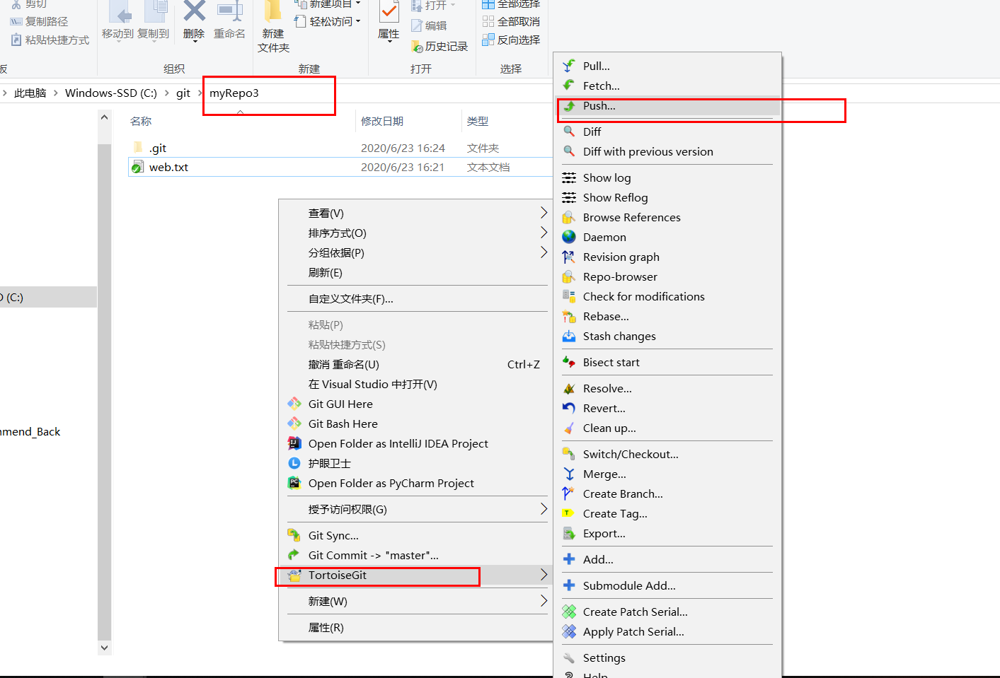 剪切
复制路径
粘贴快捷方式
移动到
复制到
删除
重命名
新建
文件夹
新建项目
轻松访问
属性
打开
编辑
历史记录
全部选择
全部取消
反向选择
板
组织
新建
打开
选择
此电脑 > Windows-SSD (C:) > git > myRepo3
名称 修改日期 类型
.git 2020/6/23 16:24 文件夹
web.txt 2020/6/23 16:21 文本文档
(C:)
mmend_Back
查看(V)
排序方式(O)
分组依据(P)
刷新(E)
自定义文件夹(F)...
粘贴(P)
粘贴快捷方式(S)
撤消 重命名(U) Ctrl+Z
在 Visual Studio 中打开(V)
Git GUI Here
Git Bash Here
Open Folder as IntelliJ IDEA Project
护眼卫士
Open Folder as PyCharm Project
授予访问权限(G)
Git Sync...
Git Commit -> "master"...
TortoiseGit
新建(W)
属性(R)
Pull...
Fetch...
Push...
Diff
Diff with previous version
Show log
Show Reflog
Browse References
Daemon
Revision graph
Repo-browser
Check for modifications
Rebase...
Stash changes
Bisect start
Resolve...
Revert...
Clean up...
Switch/Checkout...
Merge...
Create Branch...
Create Tag...
Export...
Add...
Submodule Add...
Create Patch Serial...
Apply Patch Serial...
Settings
Help